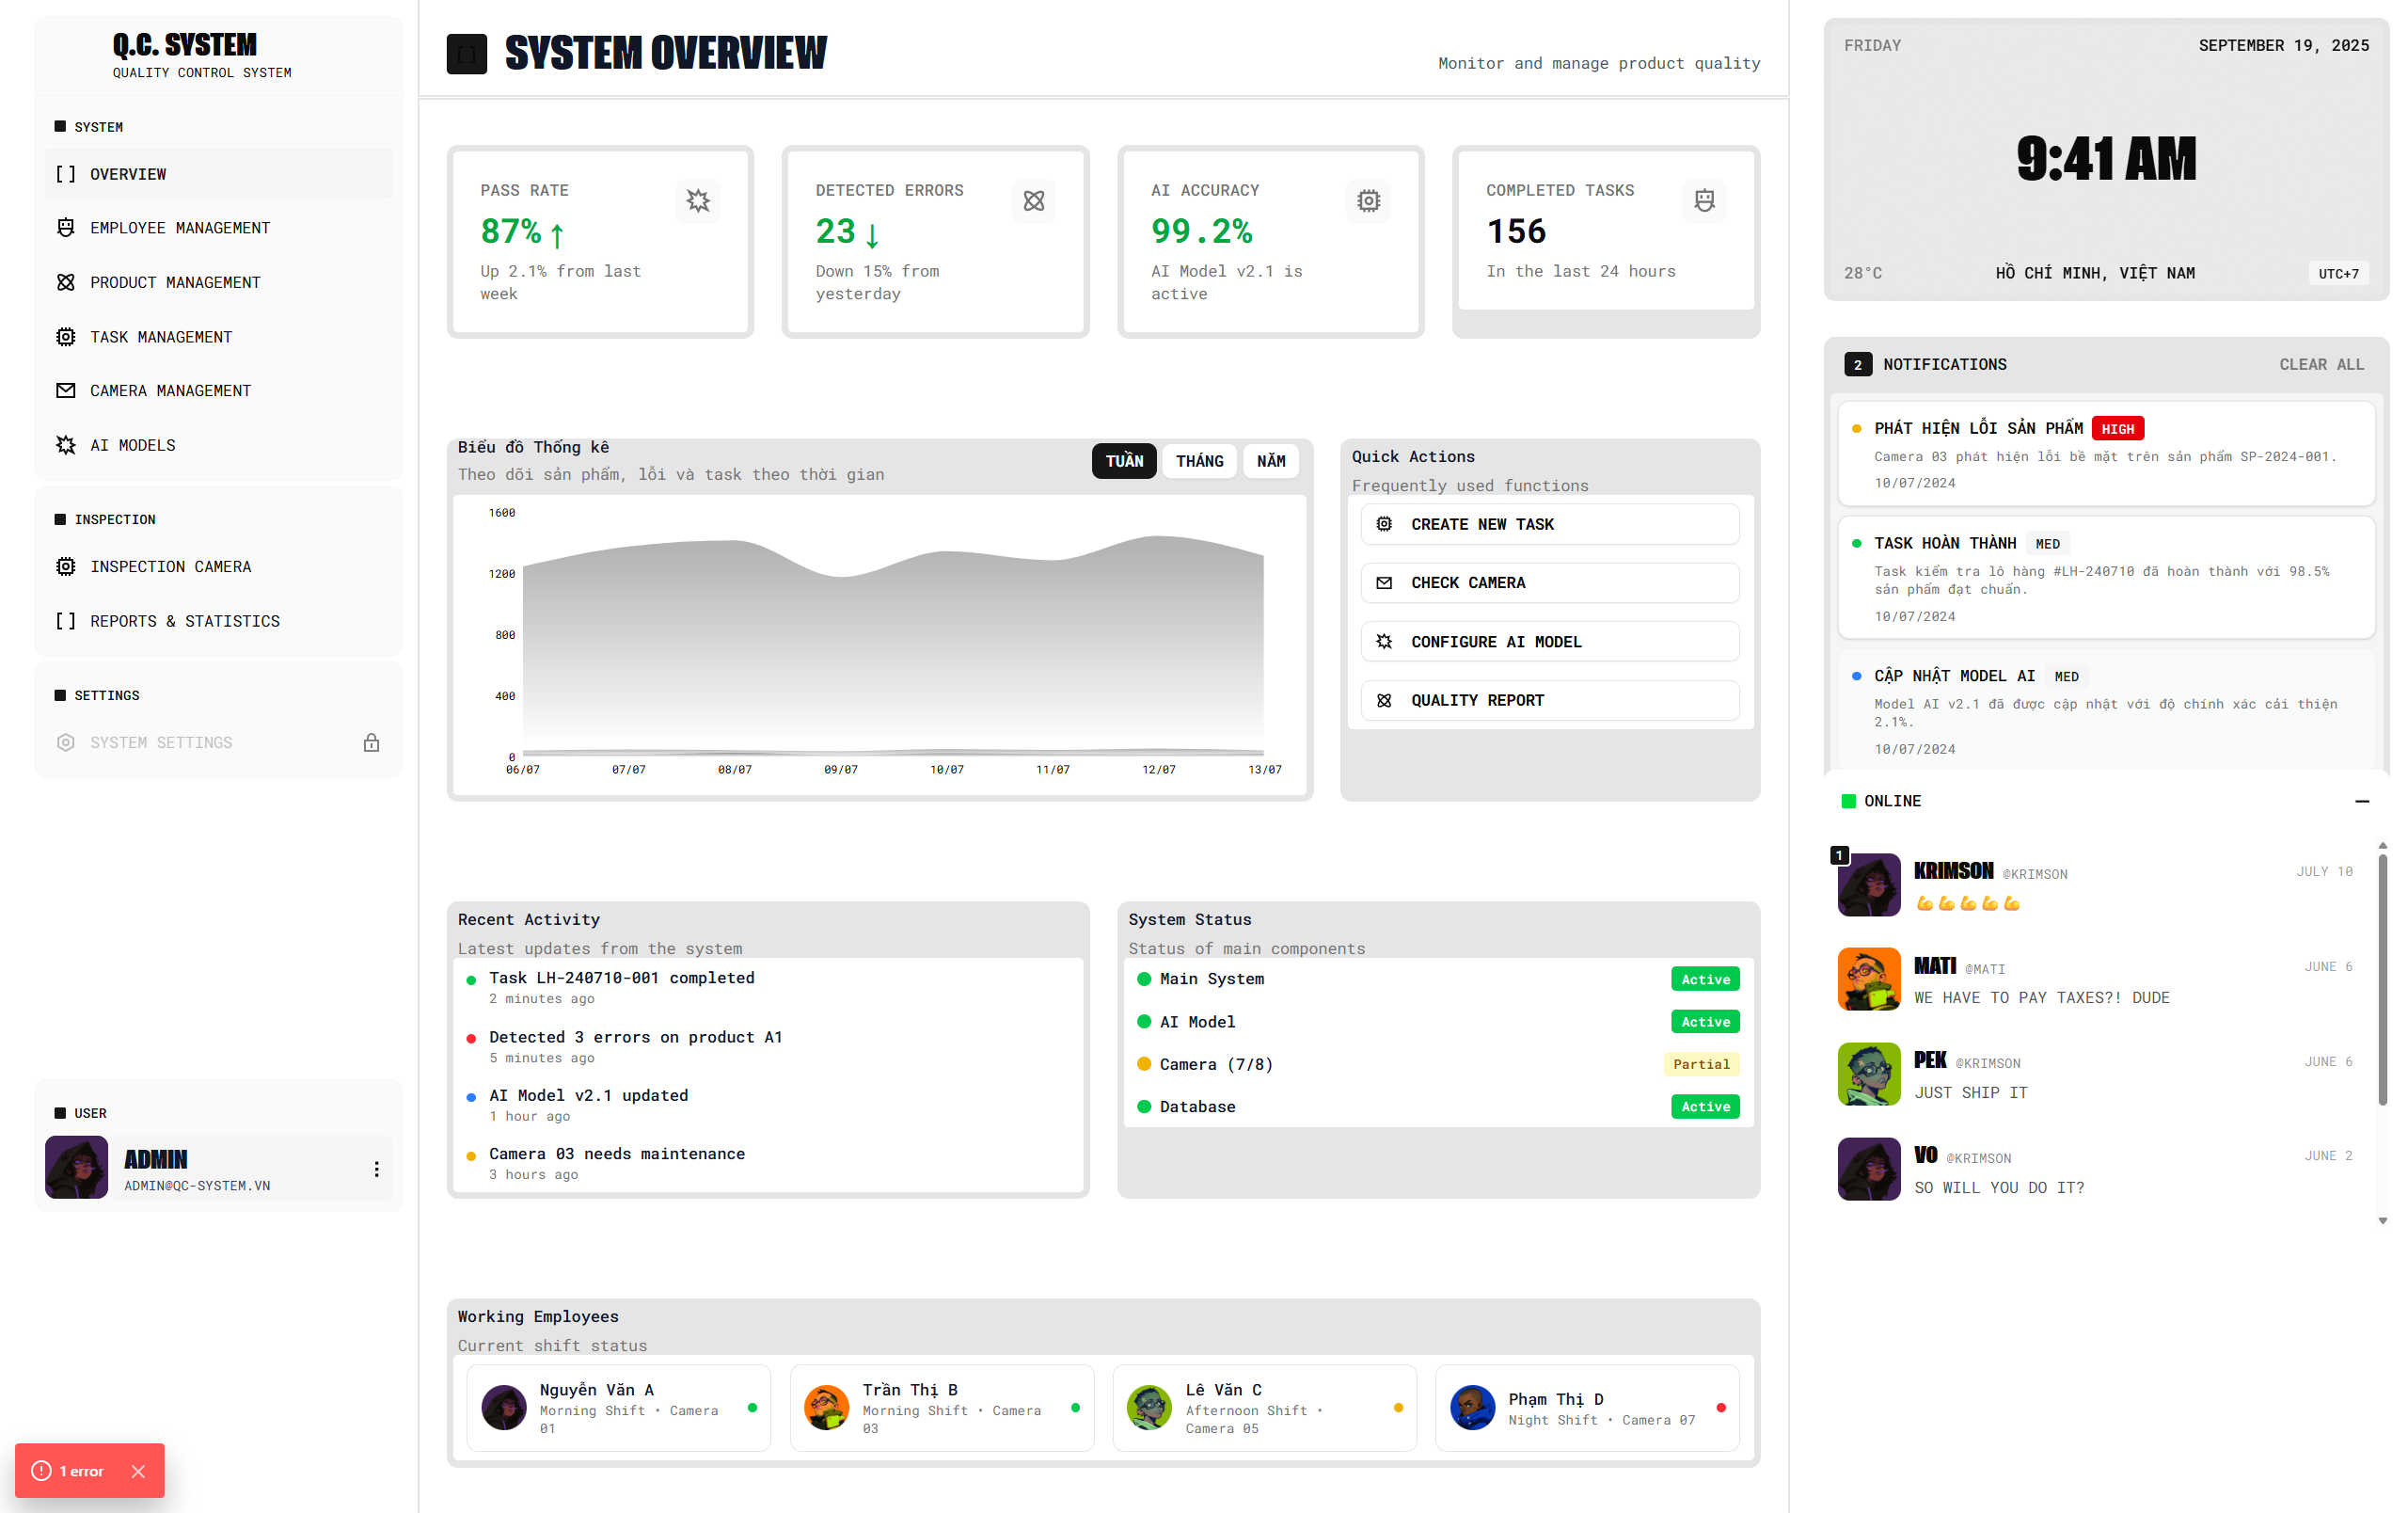 Q.C. SYSTEM
QUALITY CONTROL SYSTEM
SYSTEM
OVERVIEW
EMPLOYEE MANAGEMENT
PRODUCT MANAGEMENT
TASK MANAGEMENT
CAMERA MANAGEMENT
AI MODELS
INSPECTION
INSPECTION CAMERA
REPORTS & STATISTICS
SETTINGS
SYSTEM SETTINGS
USER
ADMIN
ADMIN@QC-SYSTEM.VN
1 error
SYSTEM OVERVIEW
Monitor and manage product quality
PASS RATE
87% ↑
Up 2.1% from last
week
DETECTED ERRORS
23 ↓
Down 15% from
yesterday
AI ACCURACY
99.2%
AI Model v2.1 is
active
COMPLETED TASKS
156
In the last 24 hours
Biểu đồ Thống kê
Theo dõi sản phẩm, lỗi và task theo thời gian
TUẦN THÁNG NĂM
1600
1200
800
400
0
06/07 07/07 08/07 09/07 10/07 11/07 12/07 13/07
Quick Actions
Frequently used functions
CREATE NEW TASK
CHECK CAMERA
CONFIGURE AI MODEL
QUALITY REPORT
Recent Activity
Latest updates from the system
Task LH-240710-001 completed
2 minutes ago
Detected 3 errors on product A1
5 minutes ago
AI Model v2.1 updated
1 hour ago
Camera 03 needs maintenance
3 hours ago
System Status
Status of main components
Main System Active
AI Model Active
Camera (7/8) Partial
Database Active
Working Employees
Current shift status
Nguyễn Văn A
Morning Shift • Camera
01
Trần Thị B
Morning Shift • Camera
03
Lê Văn C
Afternoon Shift •
Camera 05
Phạm Thị D
Night Shift • Camera 07
FRIDAY SEPTEMBER 19, 2025
9:41 AM
28°C HỒ CHÍ MINH, VIỆT NAM UTC+7
2 NOTIFICATIONS CLEAR ALL
PHÁT HIỆN LỖI SẢN PHẨM HIGH
Camera 03 phát hiện lỗi bề mặt trên sản phẩm SP-2024-001.
10/07/2024
TASK HOÀN THÀNH MED
Task kiểm tra lô hàng #LH-240710 đã hoàn thành với 98.5%
sản phẩm đạt chuẩn.
10/07/2024
CẬP NHẬT MODEL AI MED
Model AI v2.1 đã được cập nhật với độ chính xác cải thiện
2.1%.
10/07/2024
ONLINE
1
KRIMSON @KRIMSON JULY 10
💪💪💪💪💪
MATI @MATI JUNE 6
WE HAVE TO PAY TAXES?! DUDE
PEK @KRIMSON JUNE 6
JUST SHIP IT
VO @KRIMSON JUNE 2
SO WILL YOU DO IT?